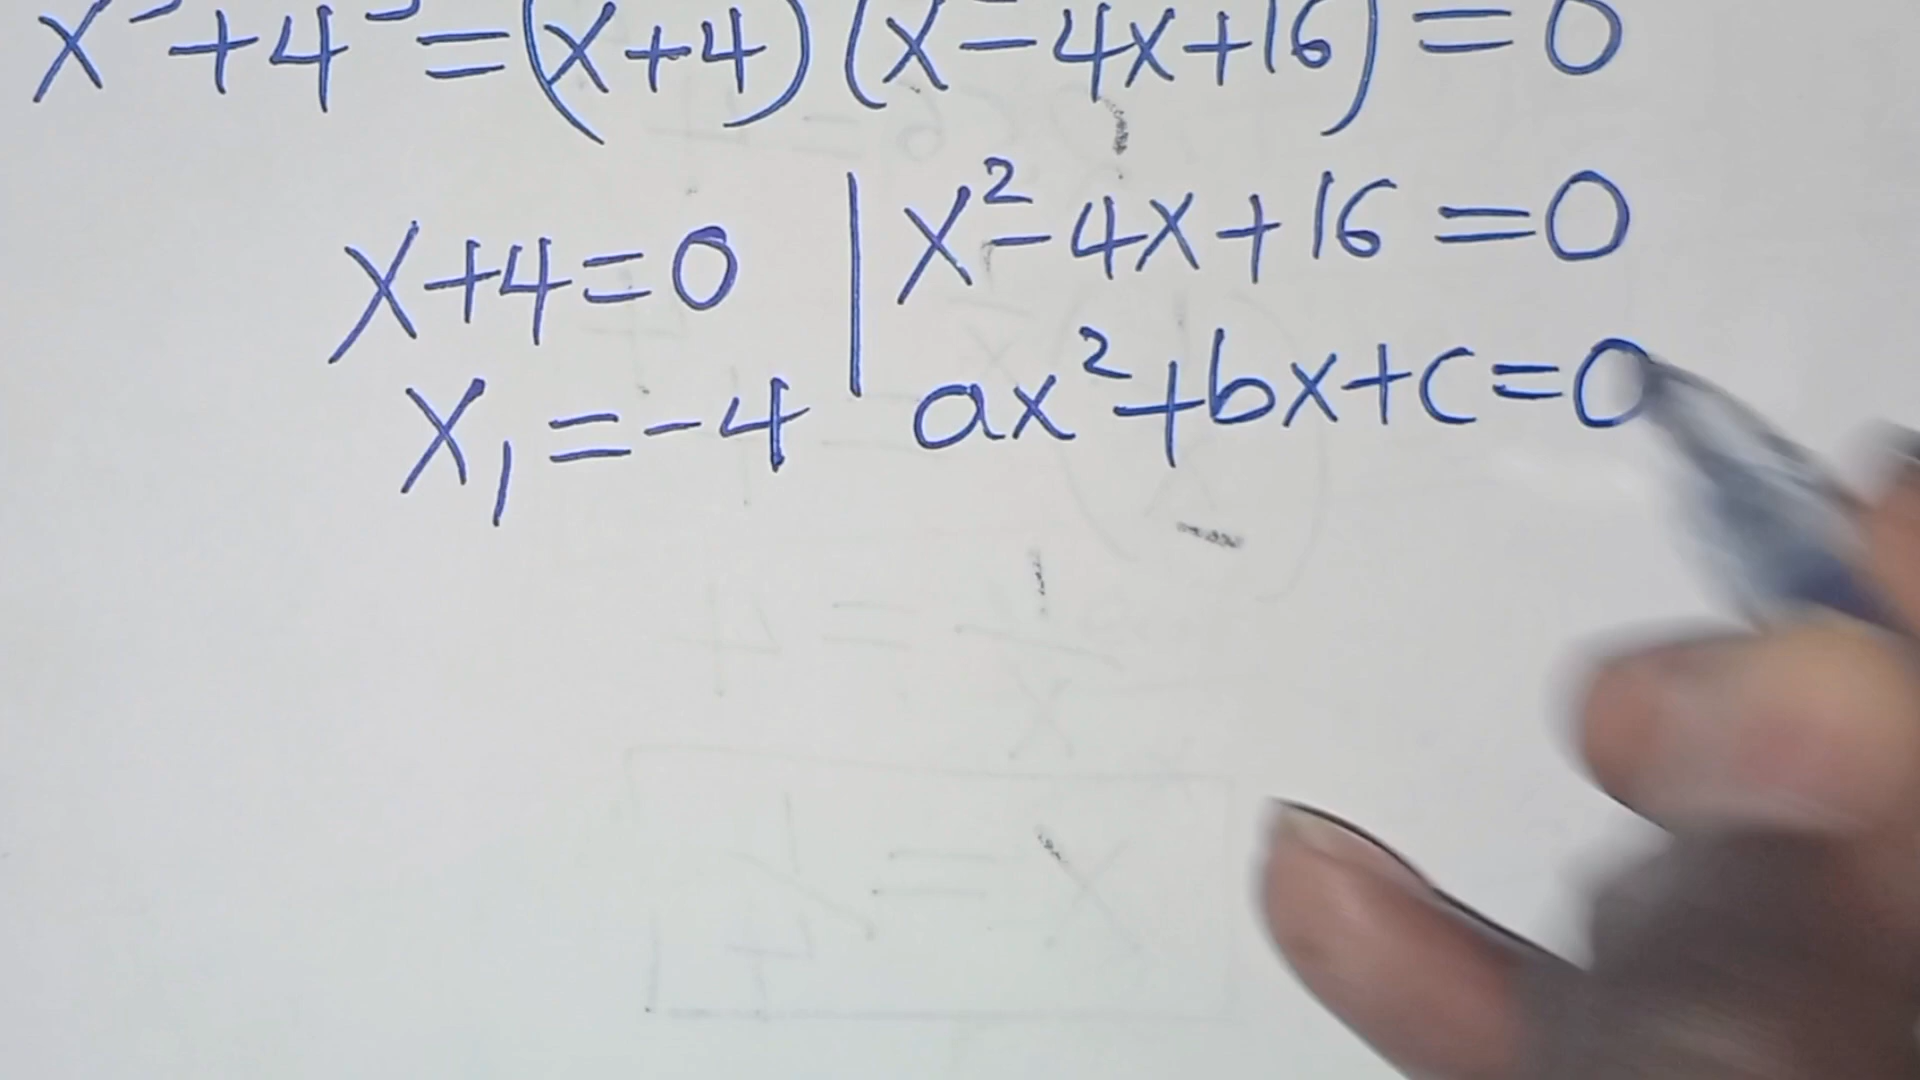 x³+4³=(x+4)(x²-4x+16)=0
x+4=0 | x²-4x+16=0
x₁=-4
ax²+bx+c=0